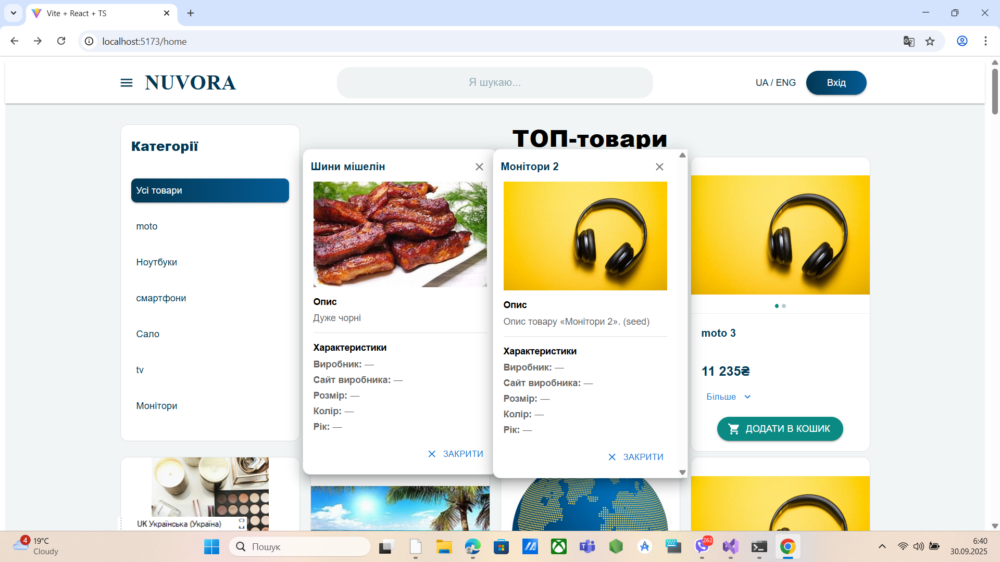 Vite + React + TS
localhost:5173/home
NUVORA
Я шукаю...
UA / ENG
Вхід
Категорії
Усі товари
moto
Ноутбуки
смартфони
Сало
tv
Монітори
ТОП-товари
Шини мішелін
Опис
Дуже чорні
Характеристики
Виробник: —
Сайт виробника: —
Розмір: —
Колір: —
Рік: —
ЗАКРИТИ
Монітори 2
Опис
Опис товару «Монітори 2». (seed)
Характеристики
Виробник: —
Сайт виробника: —
Розмір: —
Колір: —
Рік: —
ЗАКРИТИ
moto 3
11 235₴
Більше
ДОДАТИ В КОШИК
UK Українська (Україна)
4
19°C
Cloudy
Пошук
262
6:40
30.09.2025